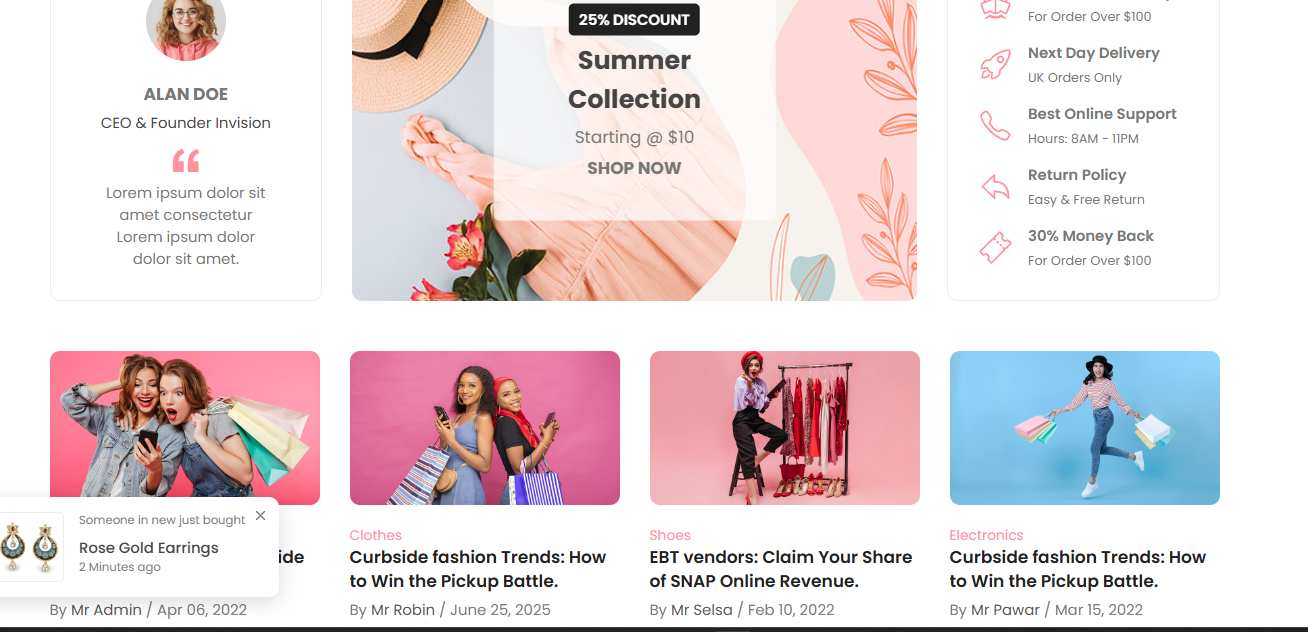 ALAN DOE
CEO & Founder Invision
Lorem ipsum dolor sit
amet consectetur
Lorem ipsum dolor
dolor sit amet.
25% DISCOUNT
Summer
Collection
Starting @ $10
SHOP NOW
For Order Over $100
Next Day Delivery
UK Orders Only
Best Online Support
Hours: 8AM - 11PM
Return Policy
Easy & Free Return
30% Money Back
For Order Over $100
Someone in new just bought
Rose Gold Earrings
2 Minutes ago
By Mr Admin / Apr 06, 2022
Clothes
Curbside fashion Trends: How
to Win the Pickup Battle.
By Mr Robin / June 25, 2025
Shoes
EBT vendors: Claim Your Share
of SNAP Online Revenue.
By Mr Selsa / Feb 10, 2022
Electronics
Curbside fashion Trends: How
to Win the Pickup Battle.
By Mr Pawar / Mar 15, 2022